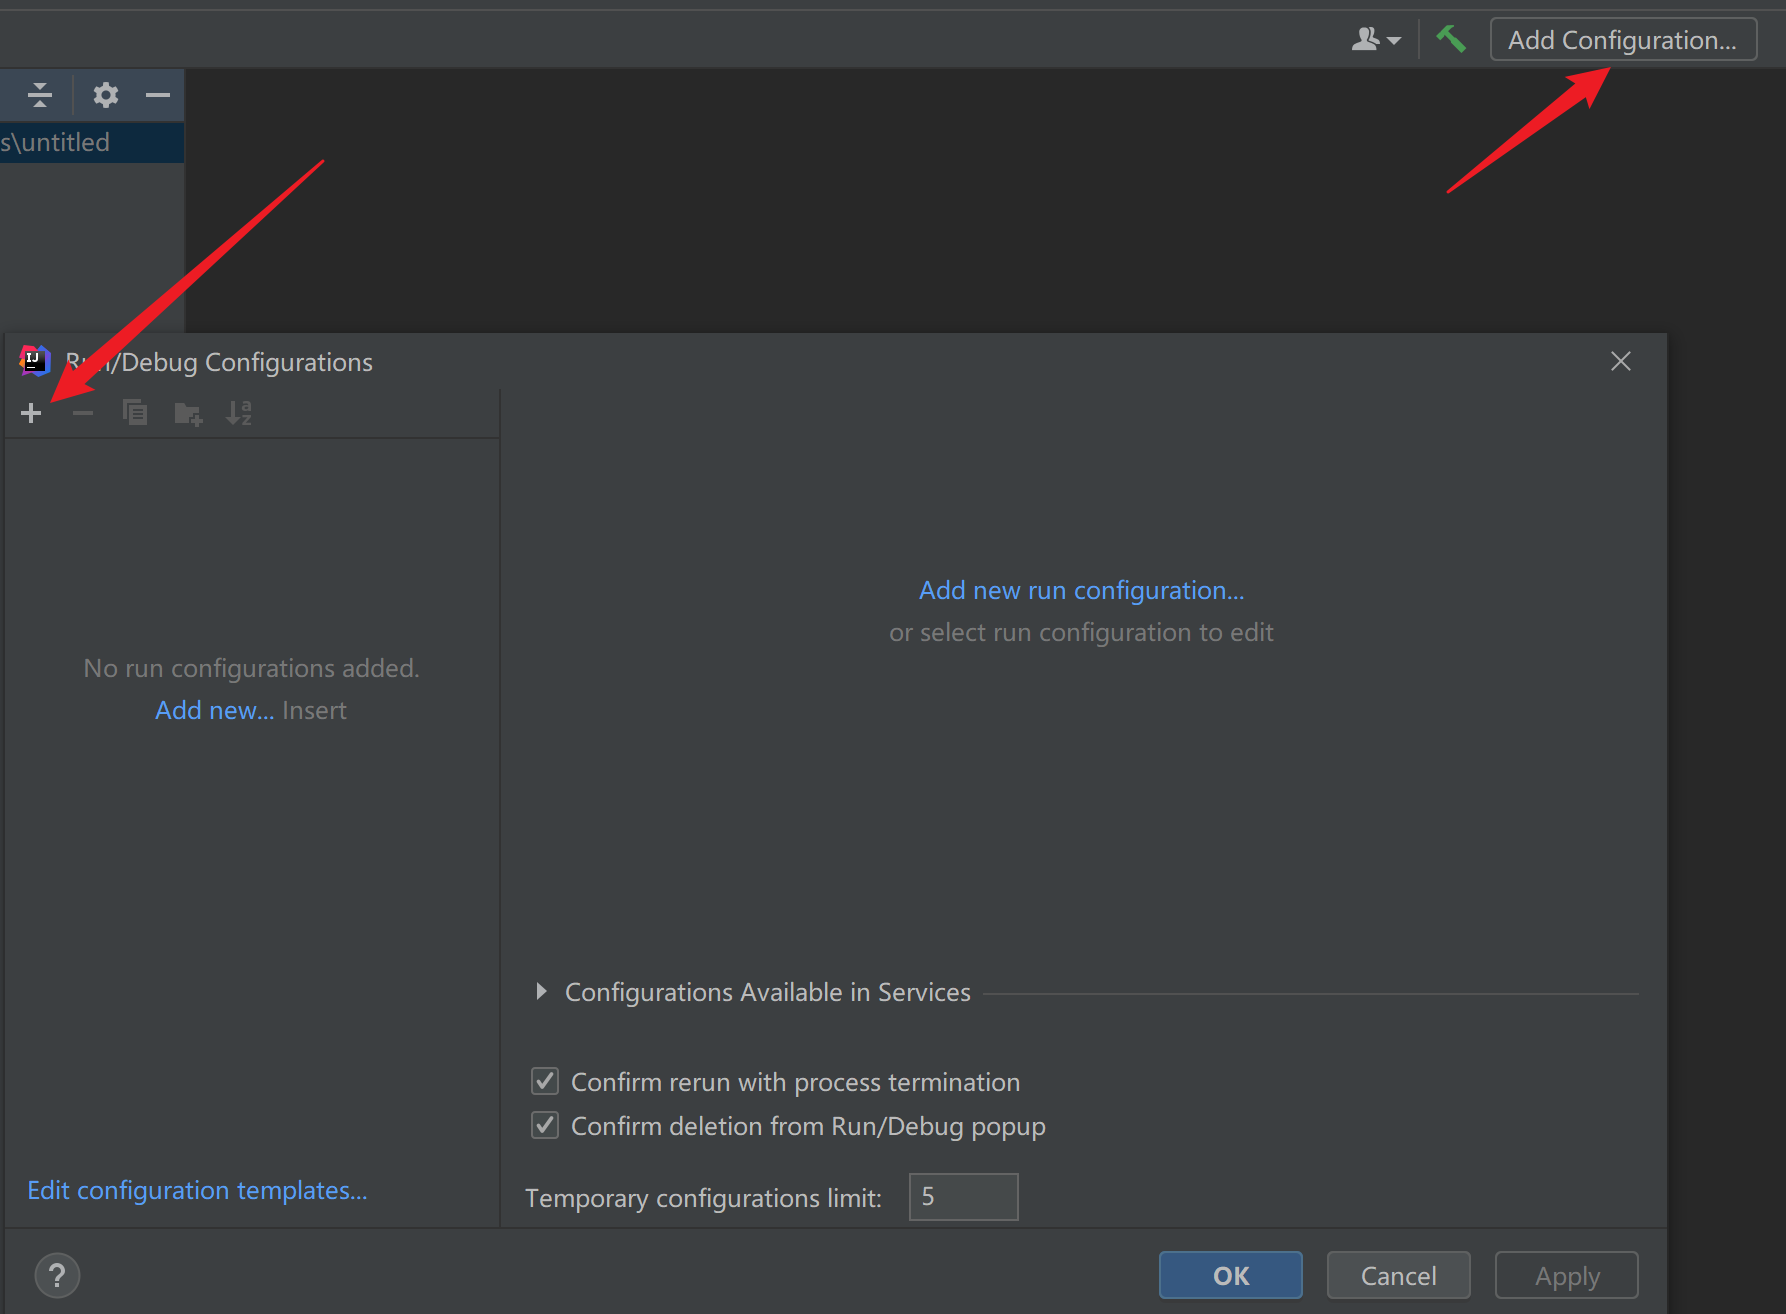 Add Configuration...
s\untitled
Run/Debug Configurations
Add new run configuration...
or select run configuration to edit
No run configurations added.
Add new... Insert
Configurations Available in Services
Confirm rerun with process termination
Confirm deletion from Run/Debug popup
Edit configuration templates...
Temporary configurations limit: 5
? OK Cancel Apply